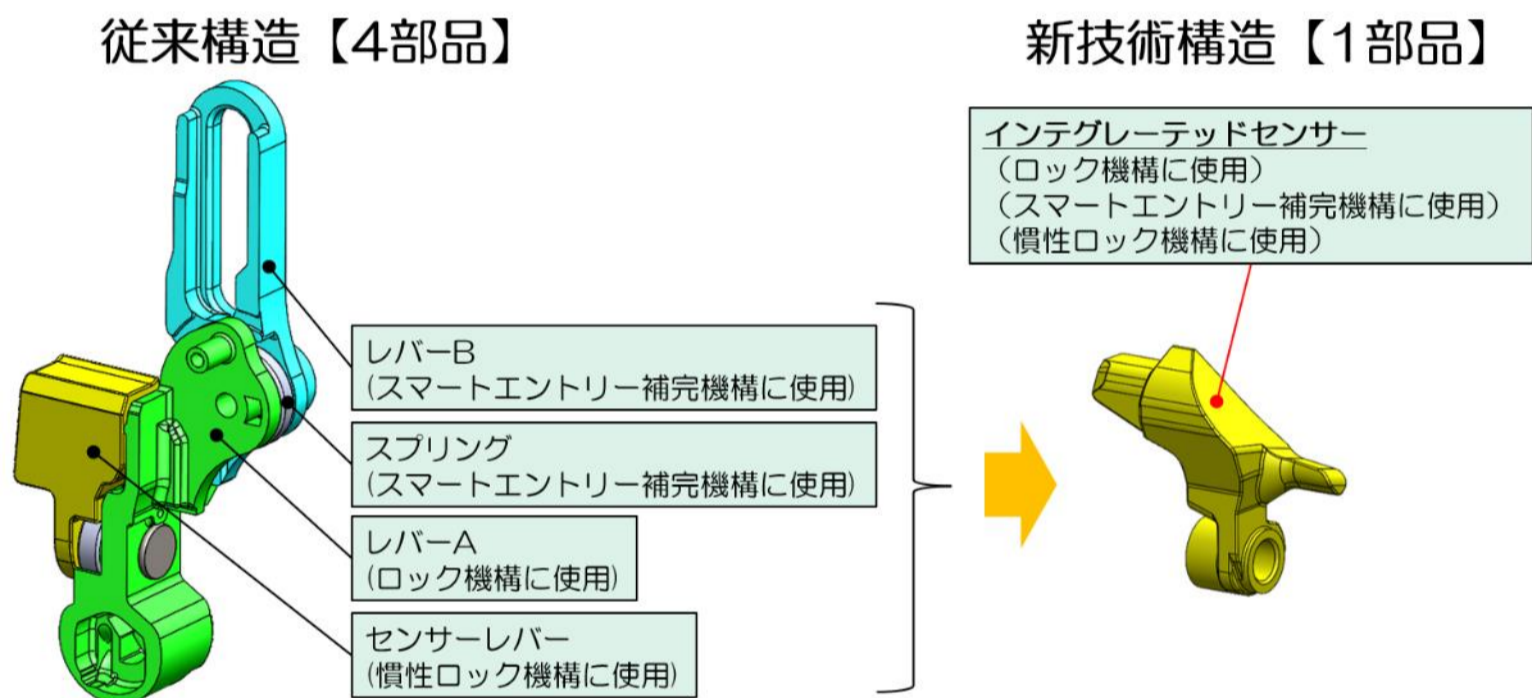 従来構造【4部品】
新技術構造【1部品】
インテグレーテッドセンサー
（ロック機構に使用）
（スマートエントリー補完機構に使用）
（慣性ロック機構に使用）
レバーB
(スマートエントリー補完機構に使用)
スプリング
(スマートエントリー補完機構に使用)
レバーA
(ロック機構に使用)
センサーレバー
(慣性ロック機構に使用)